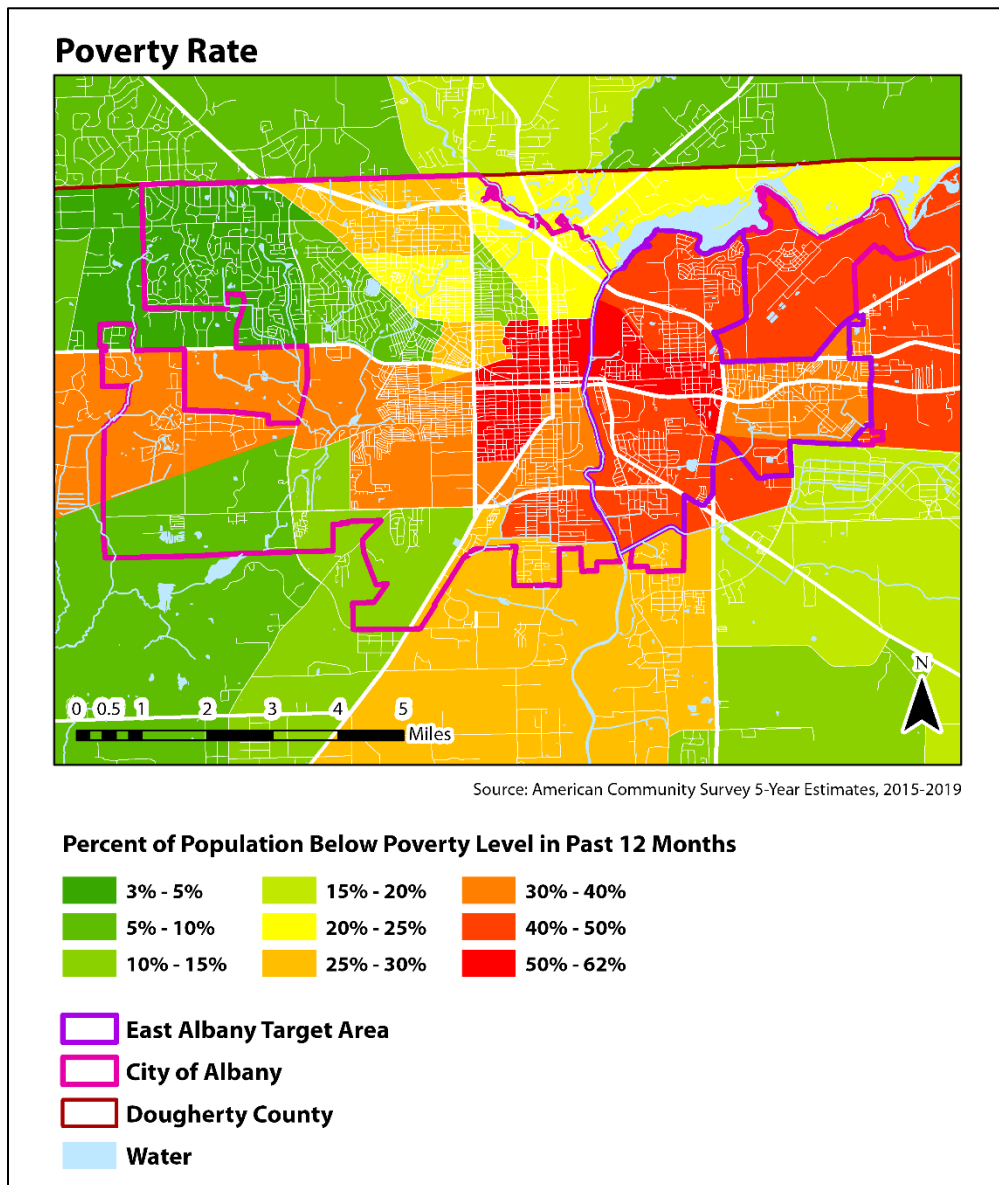 Poverty Rate
N
0 0.5 1 2 3 4 5
Miles
Source: American Community Survey 5-Year Estimates, 2015-2019
Percent of Population Below Poverty Level in Past 12 Months
3% - 5% 15% - 20% 30% - 40%
5% - 10% 20% - 25% 40% - 50%
10% - 15% 25% - 30% 50% - 62%
East Albany Target Area
City of Albany
Dougherty County
Water